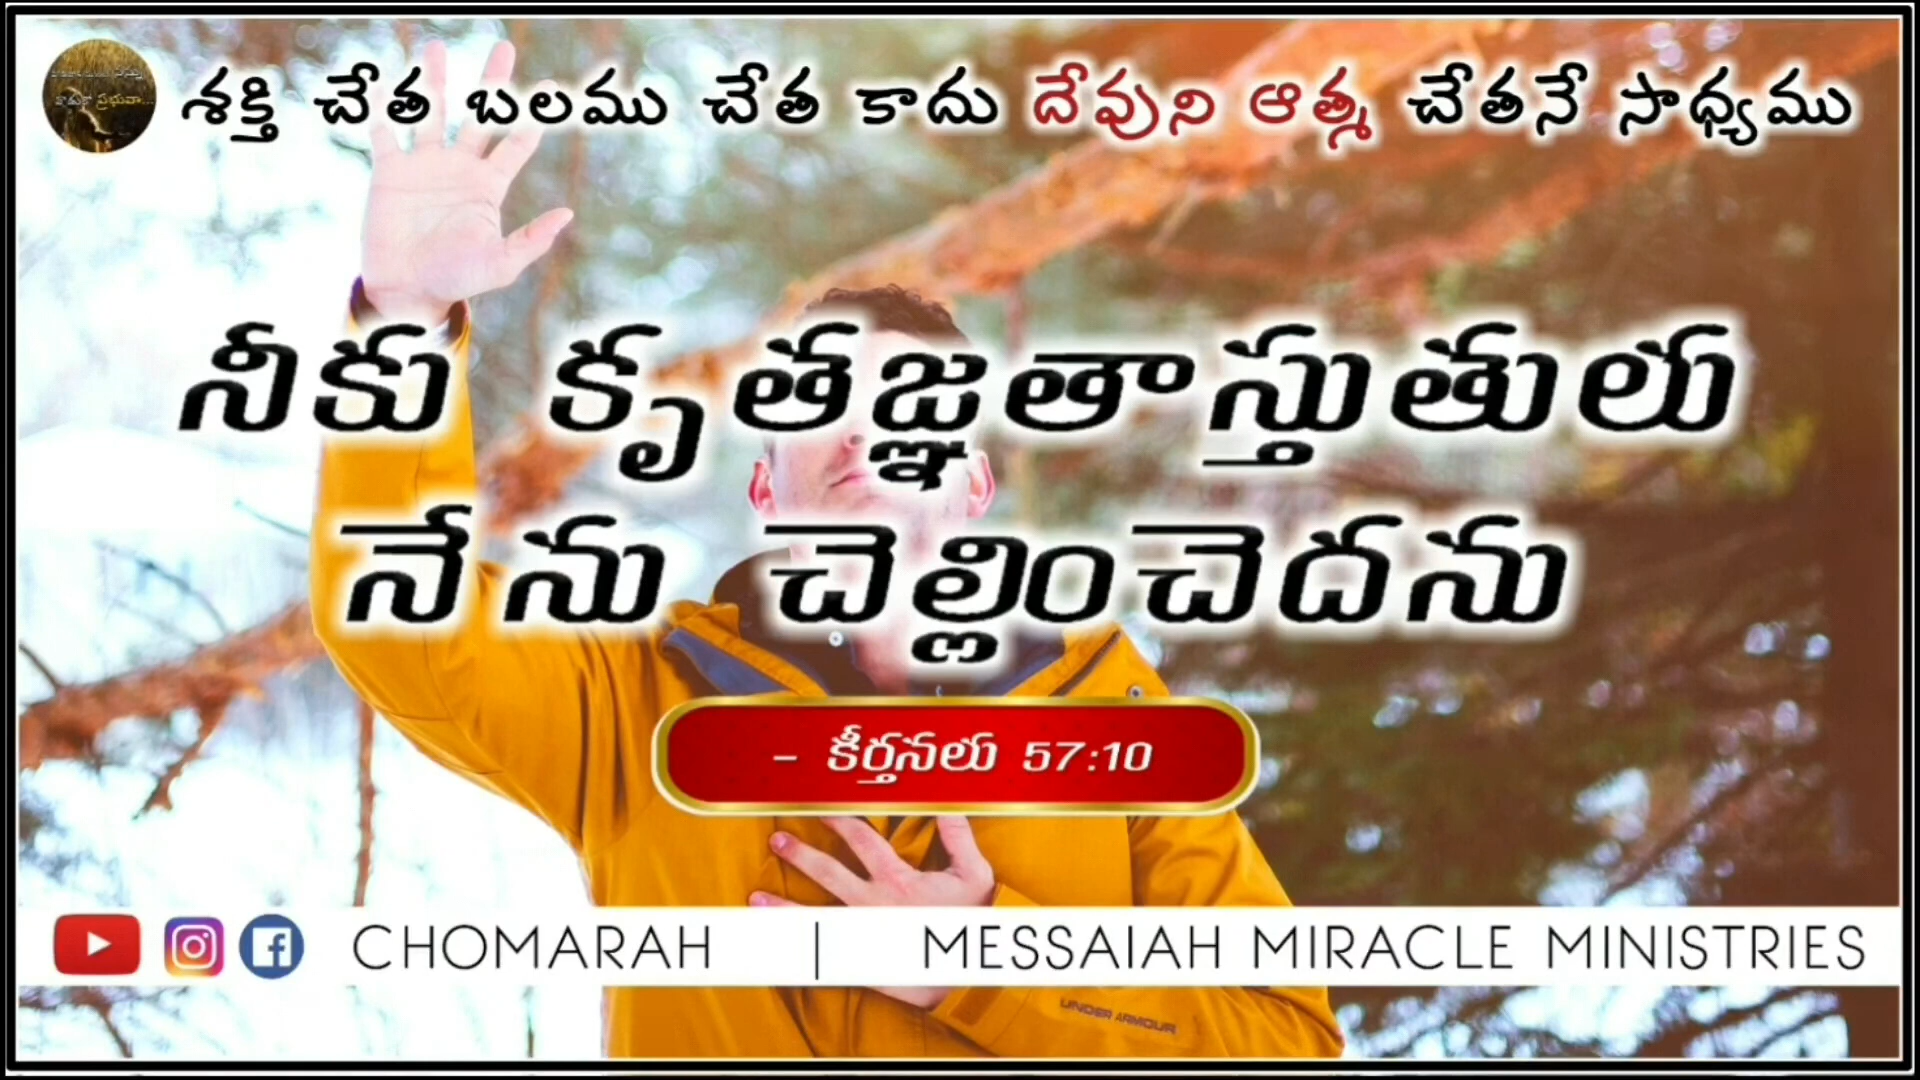 శక్తి చేత బలము చేత కాదు దేవుని ఆత్మ చేతనే సాధ్యము
నీకు కృతజ్ఞతాస్తుతులు
నేను చెల్లించెదను
- కీర్తనలు 57:10
CHOMARAH | MESSAIAH MIRACLE MINISTRIES
UNDER ARMOUR